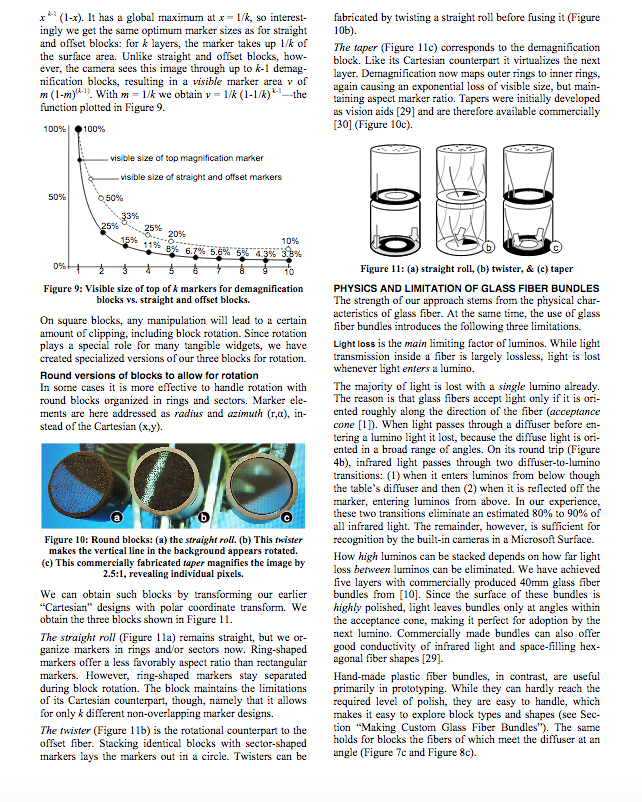 x ^k-1 (1-x). It has a global maximum at x = 1/k, so interest-
ingly we get the same optimum marker sizes as for straight
and offset blocks: for k layers, the marker takes up 1/k of
the surface area. Unlike straight and offset blocks, how-
ever, the camera sees this image through up to k-1 demag-
nification blocks, resulting in a visible marker area v of
m (1-m)^(k-1). With m = 1/k we obtain v = 1/k (1-1/k)^k-1—the
function plotted in Figure 9.
100%
100%
visible size of top magnification marker
visible size of straight and offset markers
50%
50%
33%
25%
25%
20%
15%
11%
8%
6.7%
5.6%
5%
4.3%
10%
3.8%
0%
1 2 3 4 5 6 7 8 9 10
Figure 9: Visible size of top of k markers for demagnification
blocks vs. straight and offset blocks.
On square blocks, any manipulation will lead to a certain
amount of clipping, including block rotation. Since rotation
plays a special role for many tangible widgets, we have
created specialized versions of our three blocks for rotation.
Round versions of blocks to allow for rotation
In some cases it is more effective to handle rotation with
round blocks organized in rings and sectors. Marker ele-
ments are here addressed as radius and azimuth (r,α), in-
stead of the Cartesian (x,y).
a
b
c
Figure 10: Round blocks: (a) the straight roll. (b) This twister
makes the vertical line in the background appears rotated.
(c) This commercially fabricated taper magnifies the image by
2.5:1, revealing individual pixels.
We can obtain such blocks by transforming our earlier
“Cartesian” designs with polar coordinate transform. We
obtain the three blocks shown in Figure 11.
The straight roll (Figure 11a) remains straight, but we or-
ganize markers in rings and/or sectors now. Ring-shaped
markers offer a less favorably aspect ratio than rectangular
markers. However, ring-shaped markers stay separated
during block rotation. The block maintains the limitations
of its Cartesian counterpart, though, namely that it allows
for only k different non-overlapping marker designs.
The twister (Figure 11b) is the rotational counterpart to the
offset fiber. Stacking identical blocks with sector-shaped
markers lays the markers out in a circle. Twisters can be
fabricated by twisting a straight roll before fusing it (Figure
10b).
The taper (Figure 11c) corresponds to the demagnification
block. Like its Cartesian counterpart it virtualizes the next
layer. Demagnification now maps outer rings to inner rings,
again causing an exponential loss of visible size, but main-
taining aspect marker ratio. Tapers were initially developed
as vision aids [29] and are therefore available commercially
[30] (Figure 10c).
b
c
Figure 11: (a) straight roll, (b) twister, & (c) taper
PHYSICS AND LIMITATION OF GLASS FIBER BUNDLES
The strength of our approach stems from the physical char-
acteristics of glass fiber. At the same time, the use of glass
fiber bundles introduces the following three limitations.
Light loss is the main limiting factor of luminos. While light
transmission inside a fiber is largely lossless, light is lost
whenever light enters a lumino.
The majority of light is lost with a single lumino already.
The reason is that glass fibers accept light only if it is ori-
ented roughly along the direction of the fiber (acceptance
cone [1]). When light passes through a diffuser before en-
tering a lumino light it lost, because the diffuse light is ori-
ented in a broad range of angles. On its round trip (Figure
4b), infrared light passes through two diffuser-to-lumino
transitions: (1) when it enters luminos from below though
the table’s diffuser and then (2) when it is reflected off the
marker, entering luminos from above. In our experience,
these two transitions eliminate an estimated 80% to 90% of
all infrared light. The remainder, however, is sufficient for
recognition by the built-in cameras in a Microsoft Surface.
How high luminos can be stacked depends on how far light
loss between luminos can be eliminated. We have achieved
five layers with commercially produced 40mm glass fiber
bundles from [10]. Since the surface of these bundles is
highly polished, light leaves bundles only at angles within
the acceptance cone, making it perfect for adoption by the
next lumino. Commercially made bundles can also offer
good conductivity of infrared light and space-filling hex-
agonal fiber shapes [29].
Hand-made plastic fiber bundles, in contrast, are useful
primarily in prototyping. While they can hardly reach the
required level of polish, they are easy to handle, which
makes it easy to explore block types and shapes (see Sec-
tion “Making Custom Glass Fiber Bundles”). The same
holds for blocks the fibers of which meet the diffuser at an
angle (Figure 7c and Figure 8c).